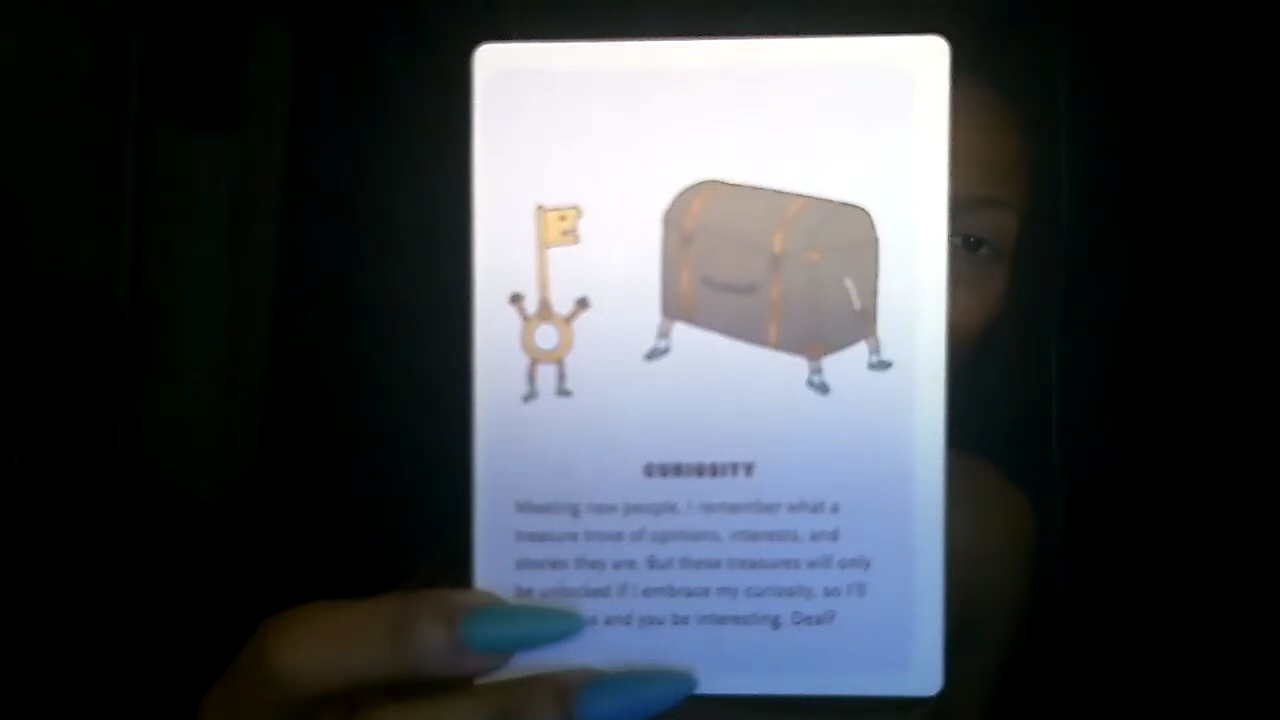 CURIOSITY
Meeting new people, I remember what a
treasure trove of opinions, interests, and
stories they are. But these treasures will only
be unlocked if I embrace my curiosity, so I'll
and you be interesting. Deal?